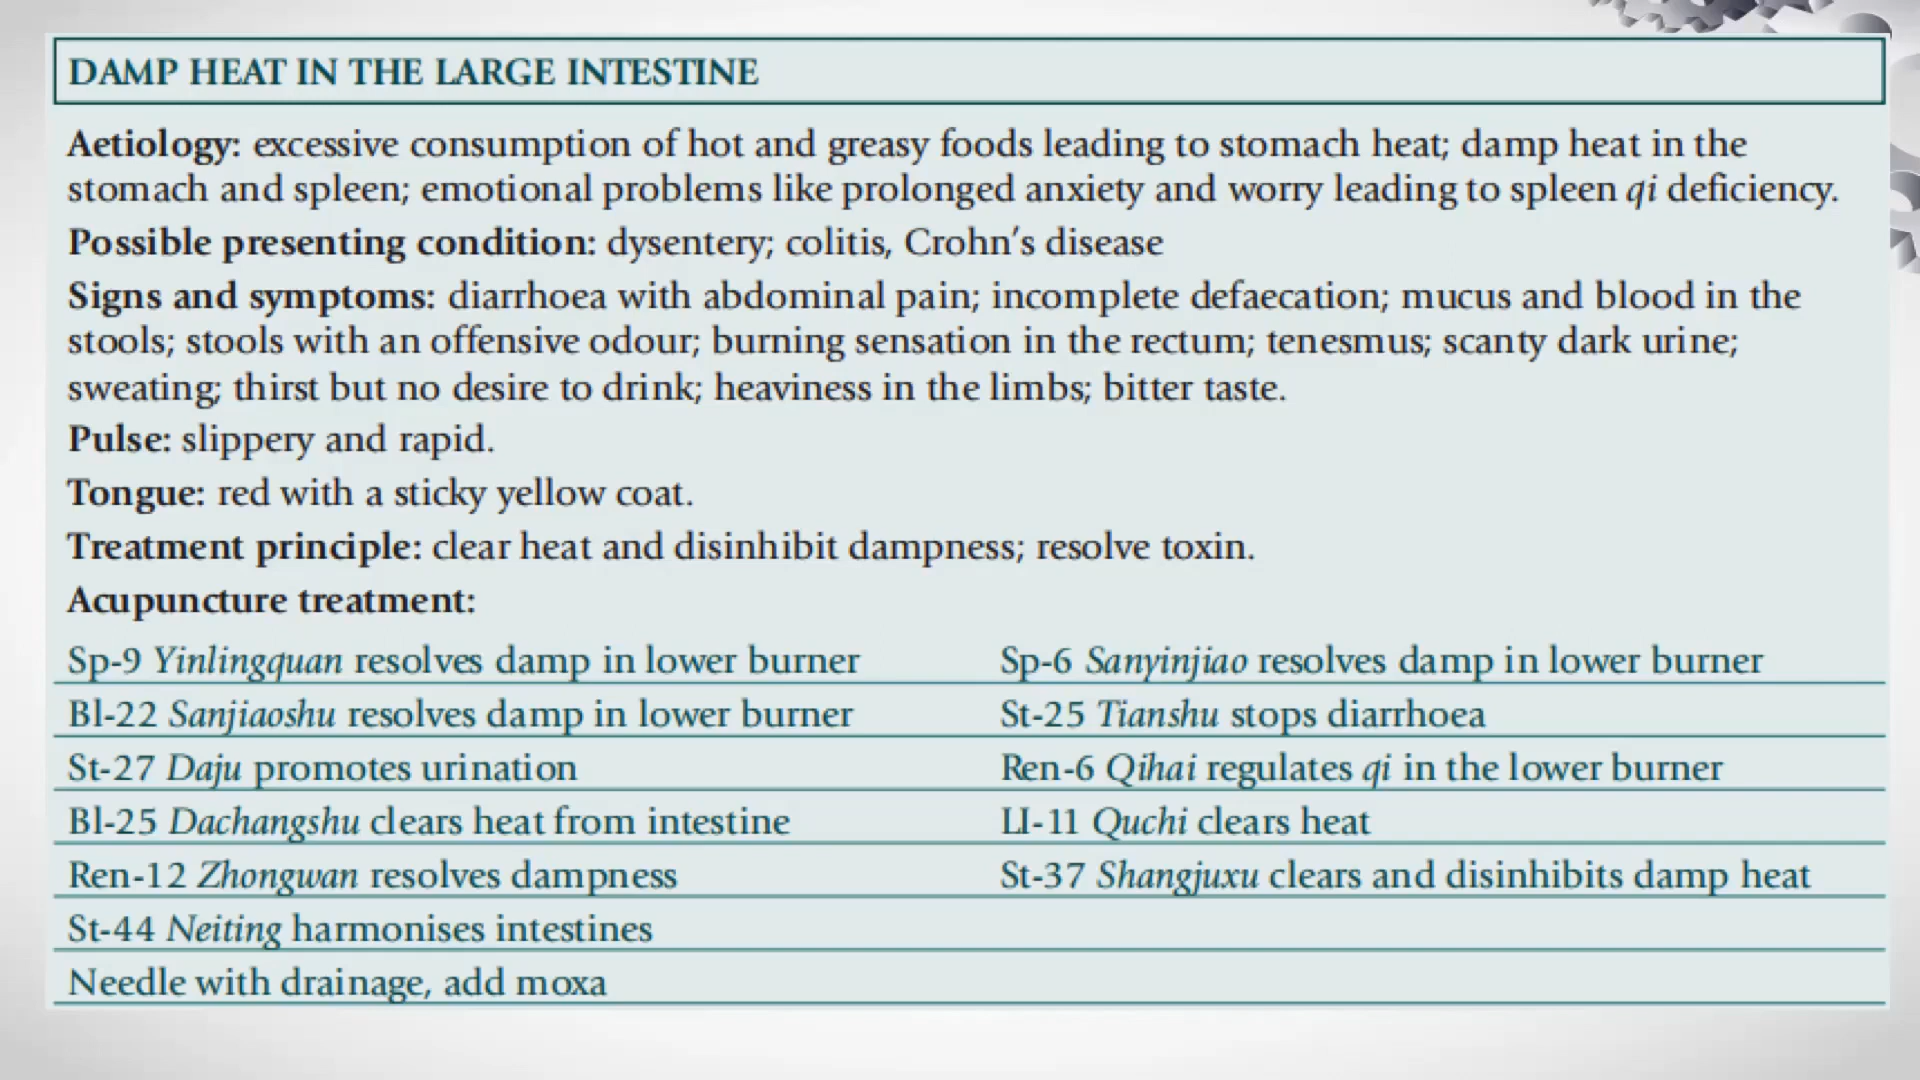 DAMP HEAT IN THE LARGE INTESTINE
Aetiology: excessive consumption of hot and greasy foods leading to stomach heat; damp heat in the
stomach and spleen; emotional problems like prolonged anxiety and worry leading to spleen qi deficiency.
Possible presenting condition: dysentery; colitis, Crohn's disease
Signs and symptoms: diarrhoea with abdominal pain; incomplete defaecation; mucus and blood in the
stools; stools with an offensive odour; burning sensation in the rectum; tenesmus; scanty dark urine;
sweating; thirst but no desire to drink; heaviness in the limbs; bitter taste.
Pulse: slippery and rapid.
Tongue: red with a sticky yellow coat.
Treatment principle: clear heat and disinhibit dampness; resolve toxin.
Acupuncture treatment:
Sp-9 Yinlingquan resolves damp in lower burner
Sp-6 Sanyinjiao resolves damp in lower burner
Bl-22 Sanjiaoshu resolves damp in lower burner
St-25 Tianshu stops diarrhoea
St-27 Daju promotes urination
Ren-6 Qihai regulates qi in the lower burner
Bl-25 Dachangshu clears heat from intestine
LI-11 Quchi clears heat
Ren-12 Zhongwan resolves dampness
St-37 Shangjuxu clears and disinhibits damp heat
St-44 Neiting harmonises intestines
Needle with drainage, add moxa